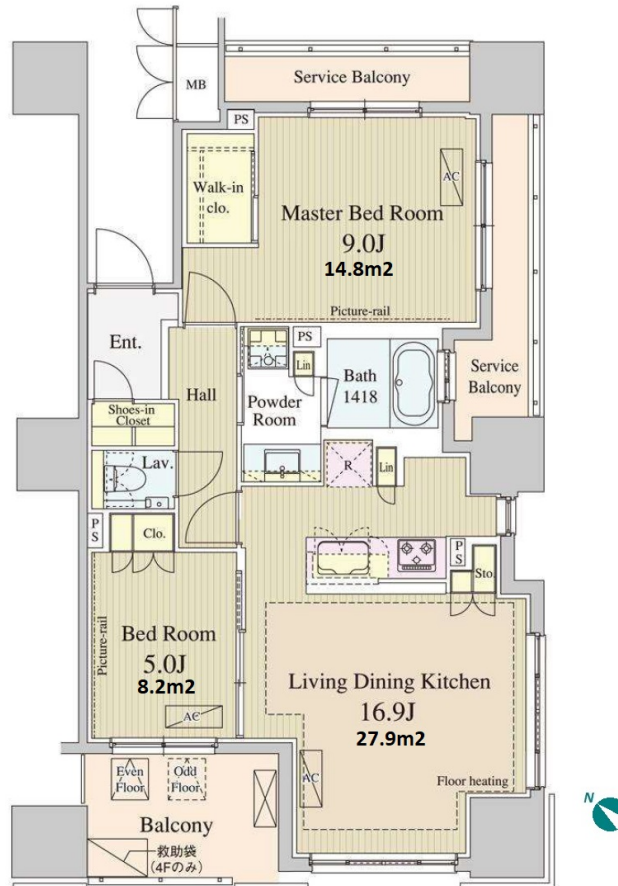 MB
Service Balcony
PS
Walk-in
clo.
AC
Master Bed Room
9.0J
14.8m2
Picture-rail
Ent.
PS
Lin
Hall
Bath
1418
Service
Balcony
Shoes-in
Closet
Powder
Room
Lav.
R
Lin
P
S
Clo.
P
S
Sto.
Picture-rail
Bed Room
5.0J
8.2m2
AC
Living Dining Kitchen
16.9J
27.9m2
AC
Floor heating
Even
Floor
Odd
Floor
Balcony
救助袋
(4Fのみ)
N